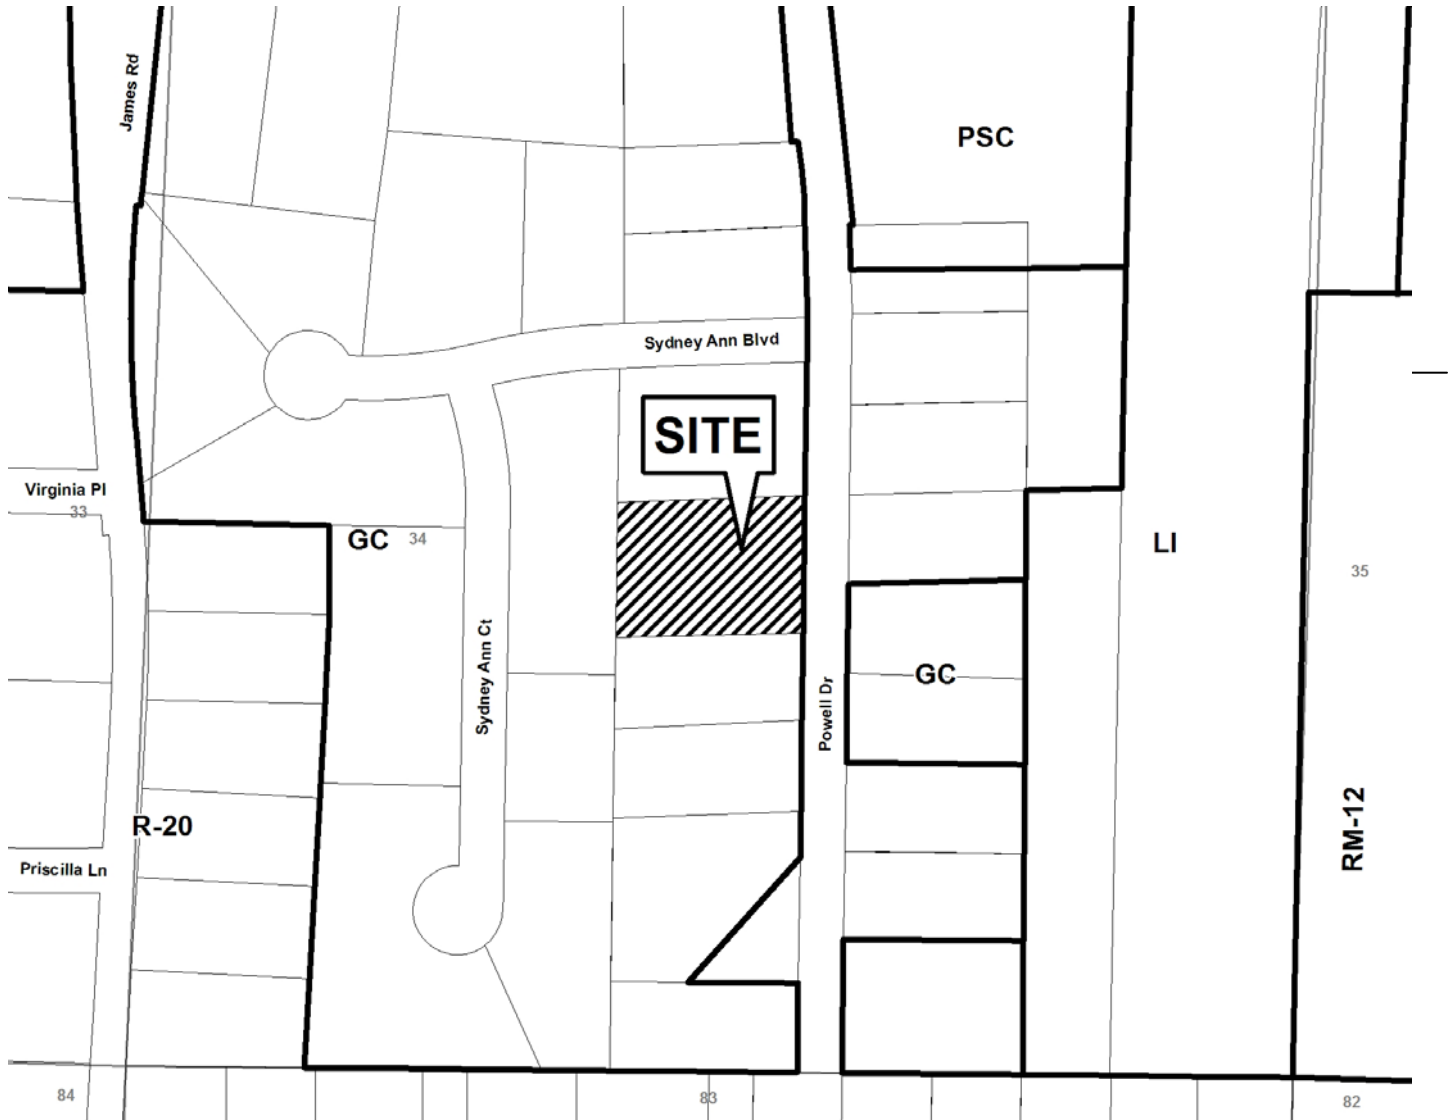 James Rd
PSC
Sydney Ann Blvd
SITE
Virginia Pl
33
GC
34
LI
35
Sydney Ann Ct
GC
Powell Dr
R-20
RM-12
Priscilla Ln
84
83
82